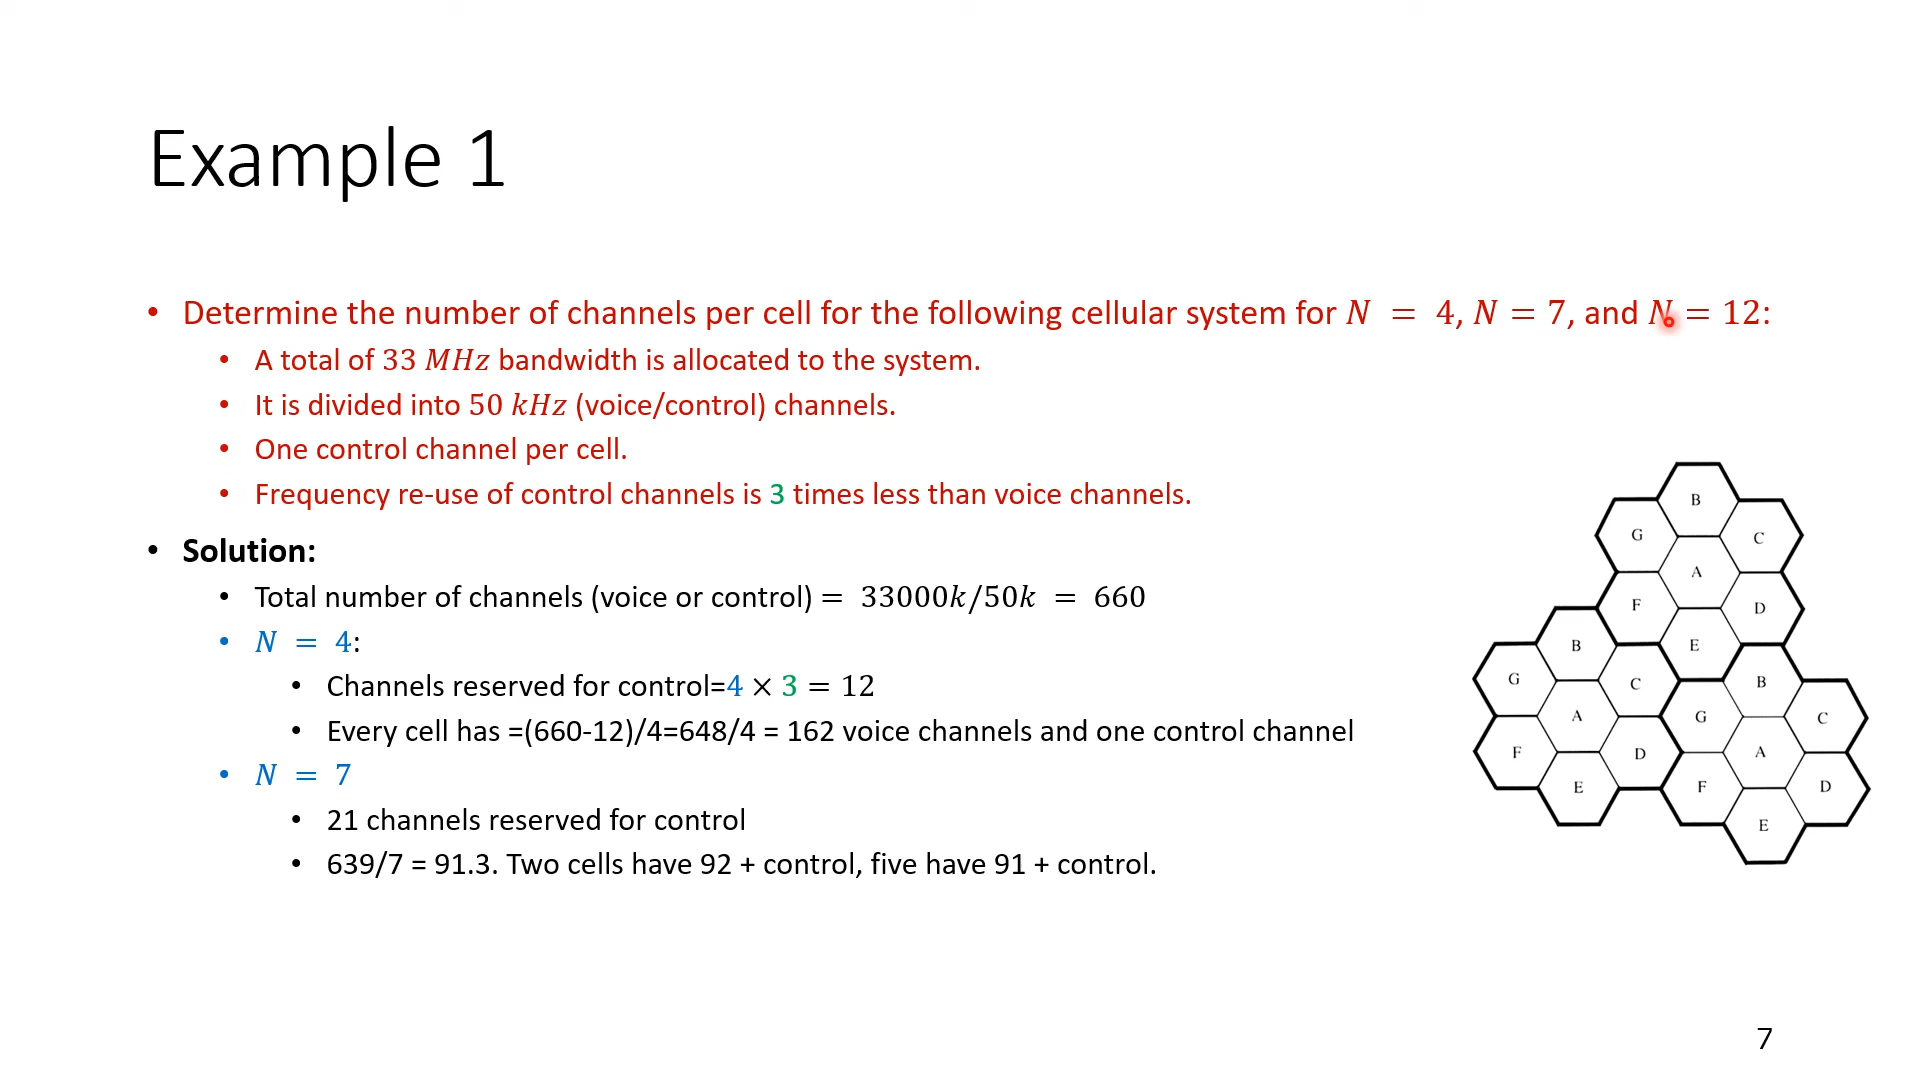 Example 1
• Determine the number of channels per cell for the following cellular system for N = 4, N = 7, and N = 12:
• A total of 33 MHz bandwidth is allocated to the system.
• It is divided into 50 kHz (voice/control) channels.
• One control channel per cell.
• Frequency re-use of control channels is 3 times less than voice channels.
• Solution:
• Total number of channels (voice or control) = 33000k/50k = 660
• N = 4:
• Channels reserved for control=4 × 3 = 12
• Every cell has =(660-12)/4=648/4 = 162 voice channels and one control channel
• N = 7
• 21 channels reserved for control
• 639/7 = 91.3. Two cells have 92 + control, five have 91 + control.
B
G
C
A
F
D
E
B
G
C
A
F
D
E
B
G
C
A
F
D
E
7